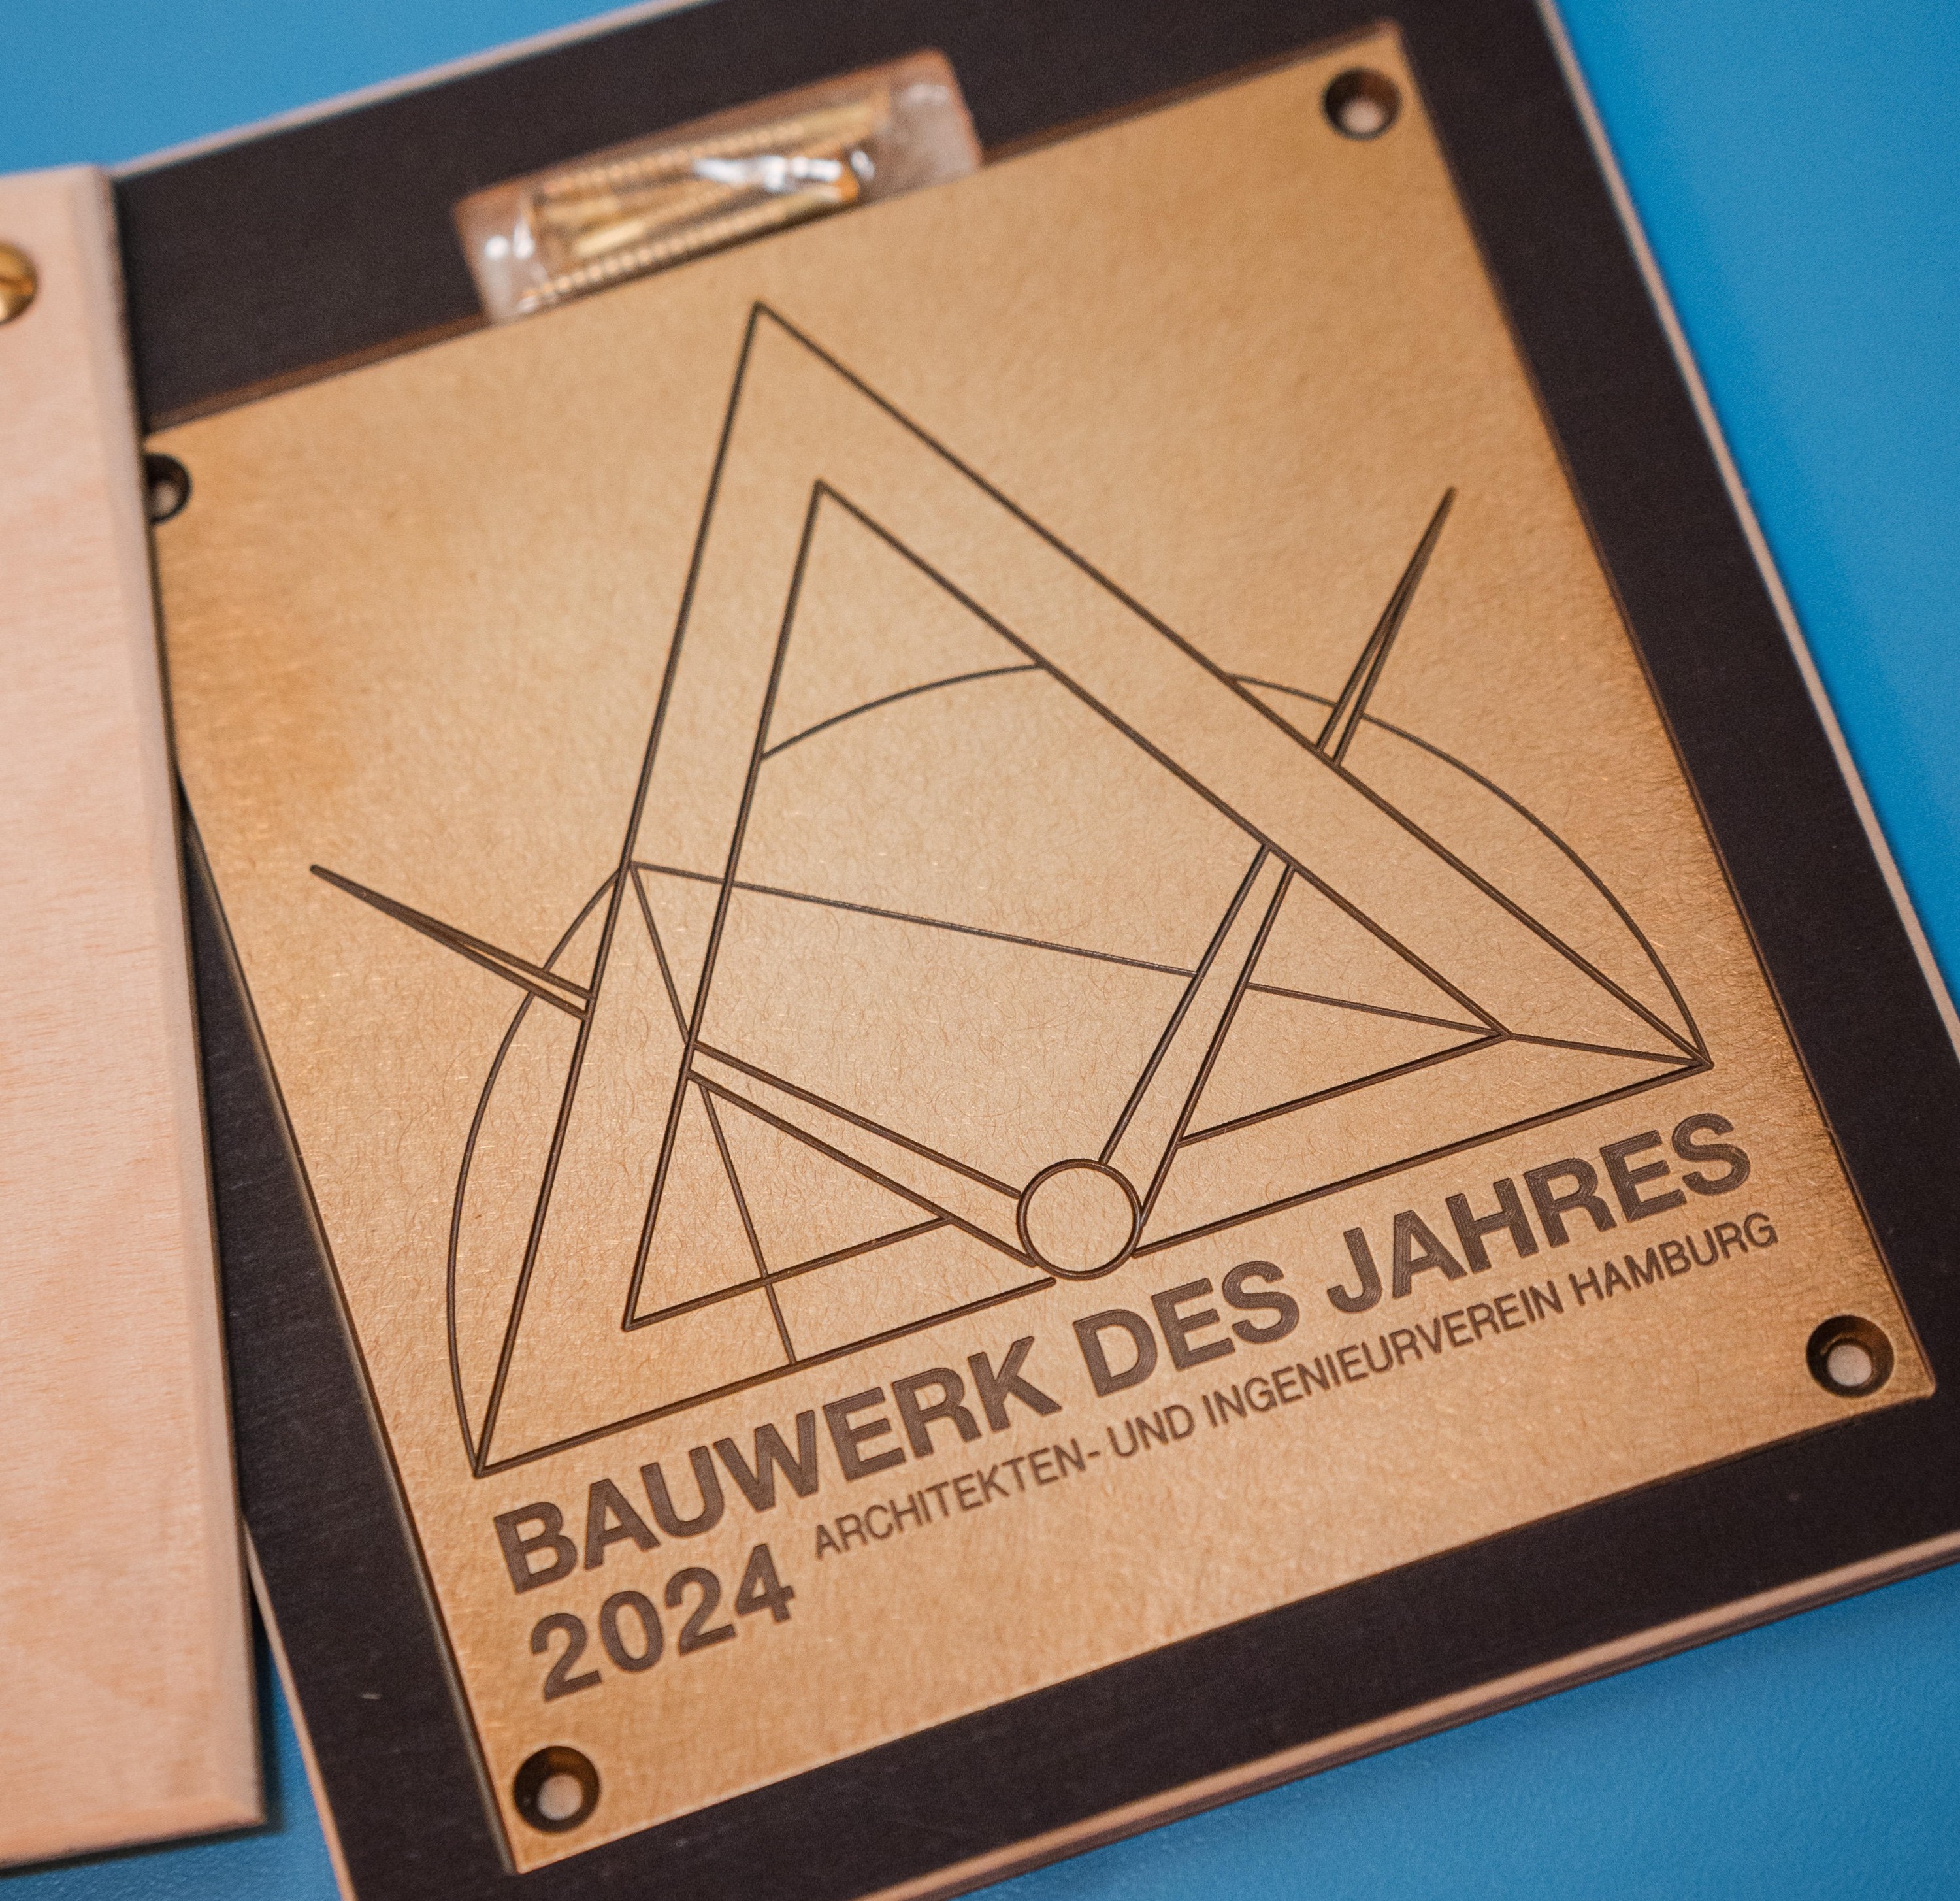 BAUWERK DES JAHRES
2024 ARCHITEKTEN- UND INGENIEURVEREIN HAMBURG